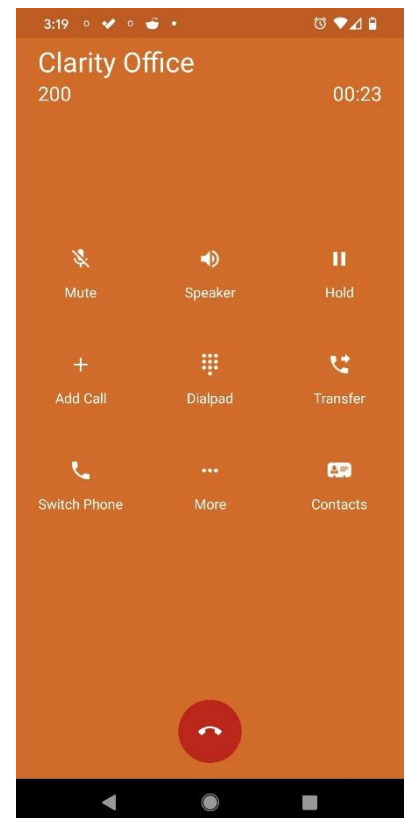 3:19
Clarity Office
200 00:23
Mute Speaker Hold
Add Call Dialpad Transfer
Switch Phone More Contacts